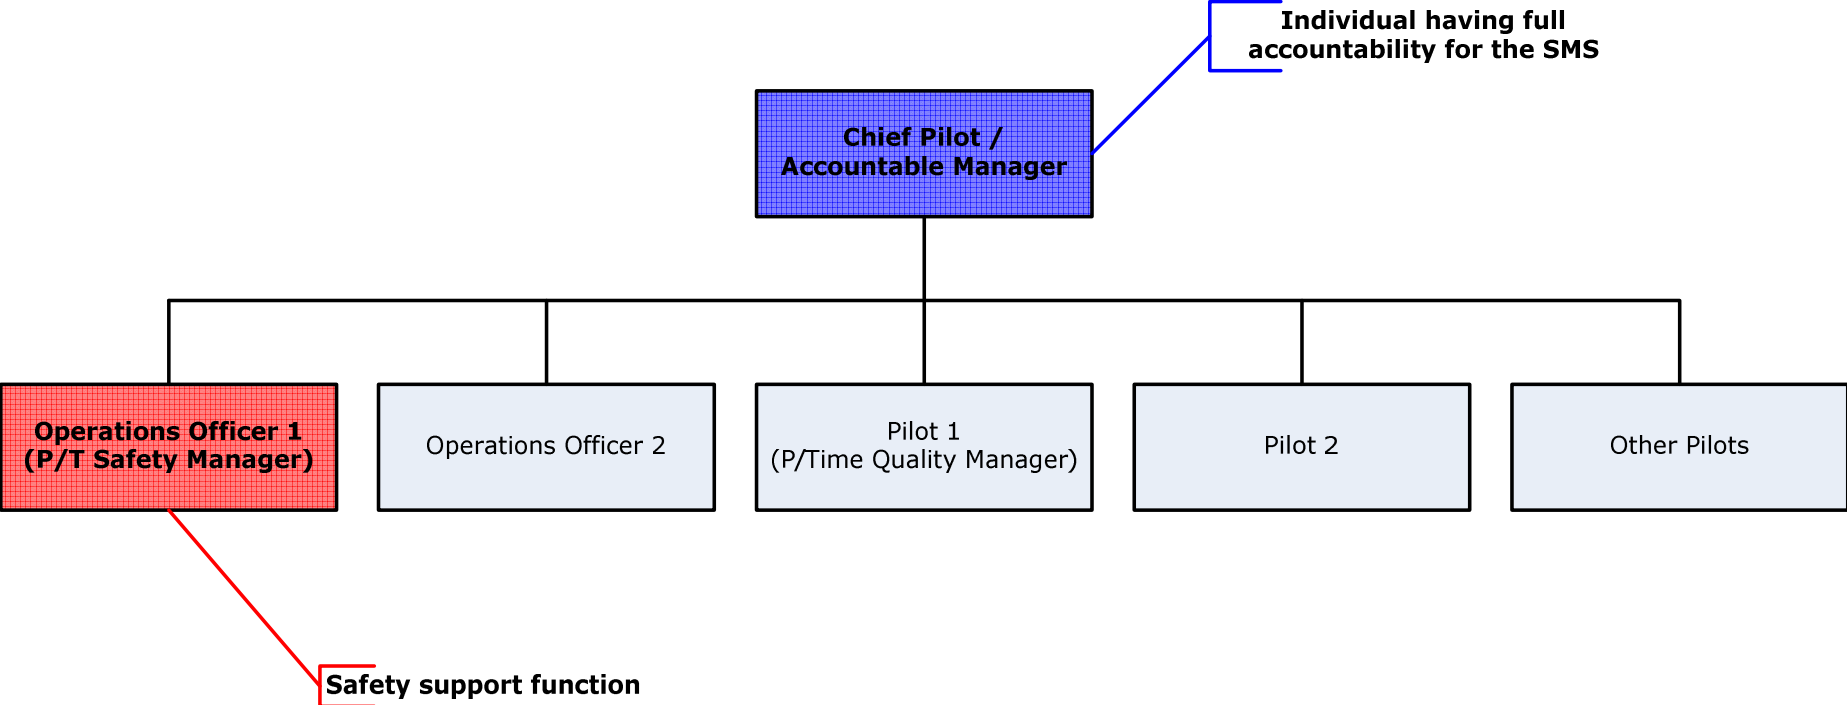 Individual having full
accountability for the SMS
Chief Pilot /
Accountable Manager
Operations Officer 1
(P/T Safety Manager)
Operations Officer 2
Pilot 1
(P/Time Quality Manager)
Pilot 2
Other Pilots
Safety support function